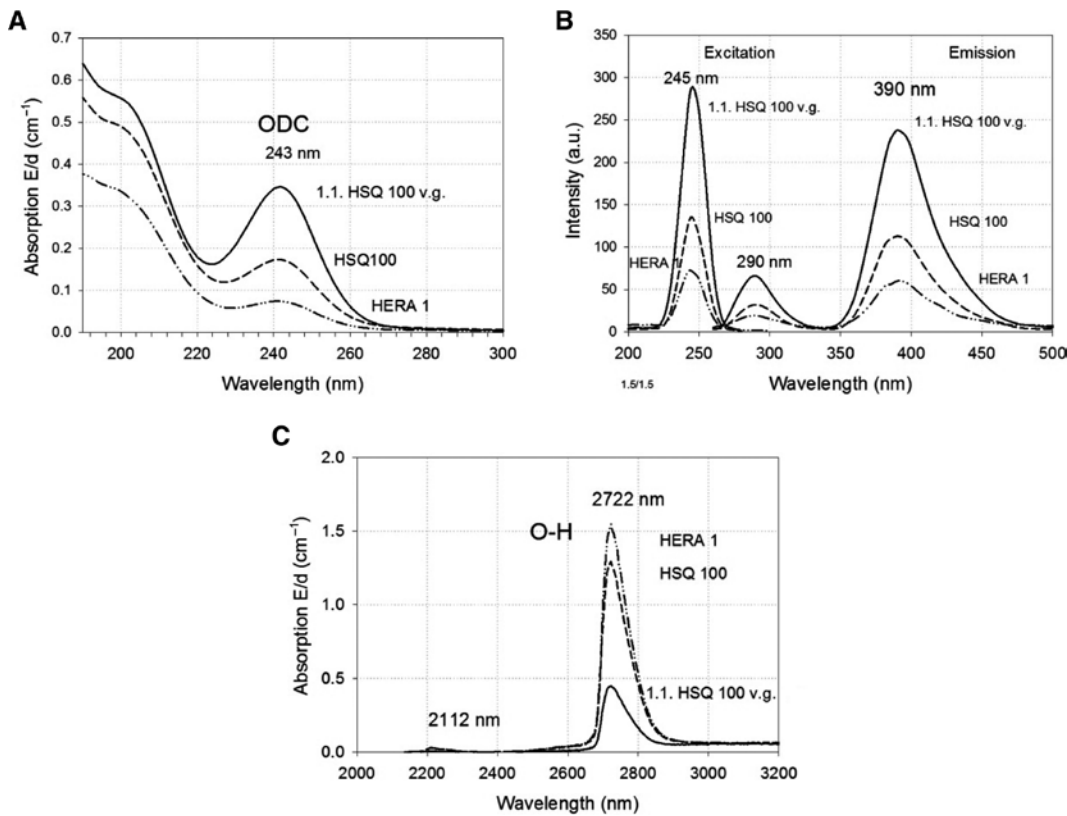 A
Absorption E/d (cm⁻¹)
0.7
0.6
0.5
0.4
0.3
0.2
0.1
0.0
ODC
243 nm
1.1. HSQ 100 v.g.
HSQ100
HERA 1
200 220 240 260 280 300
Wavelength (nm)
B
Intensity (a.u.)
350
300
250
200
150
100
50
0
Excitation Emission
245 nm
390 nm
1.1. HSQ 100 v.g.
1.1. HSQ 100 v.g.
HSQ 100
HSQ 100
HERA 1
290 nm
HERA 1
200 250 300 350 400 450 500
1.5/1.5
Wavelength (nm)
C
Absorption E/d (cm⁻¹)
2.0
1.5
1.0
0.5
0.0
2722 nm
O-H
HERA 1
HSQ 100
1.1. HSQ 100 v.g.
2112 nm
2000 2200 2400 2600 2800 3000 3200
Wavelength (nm)